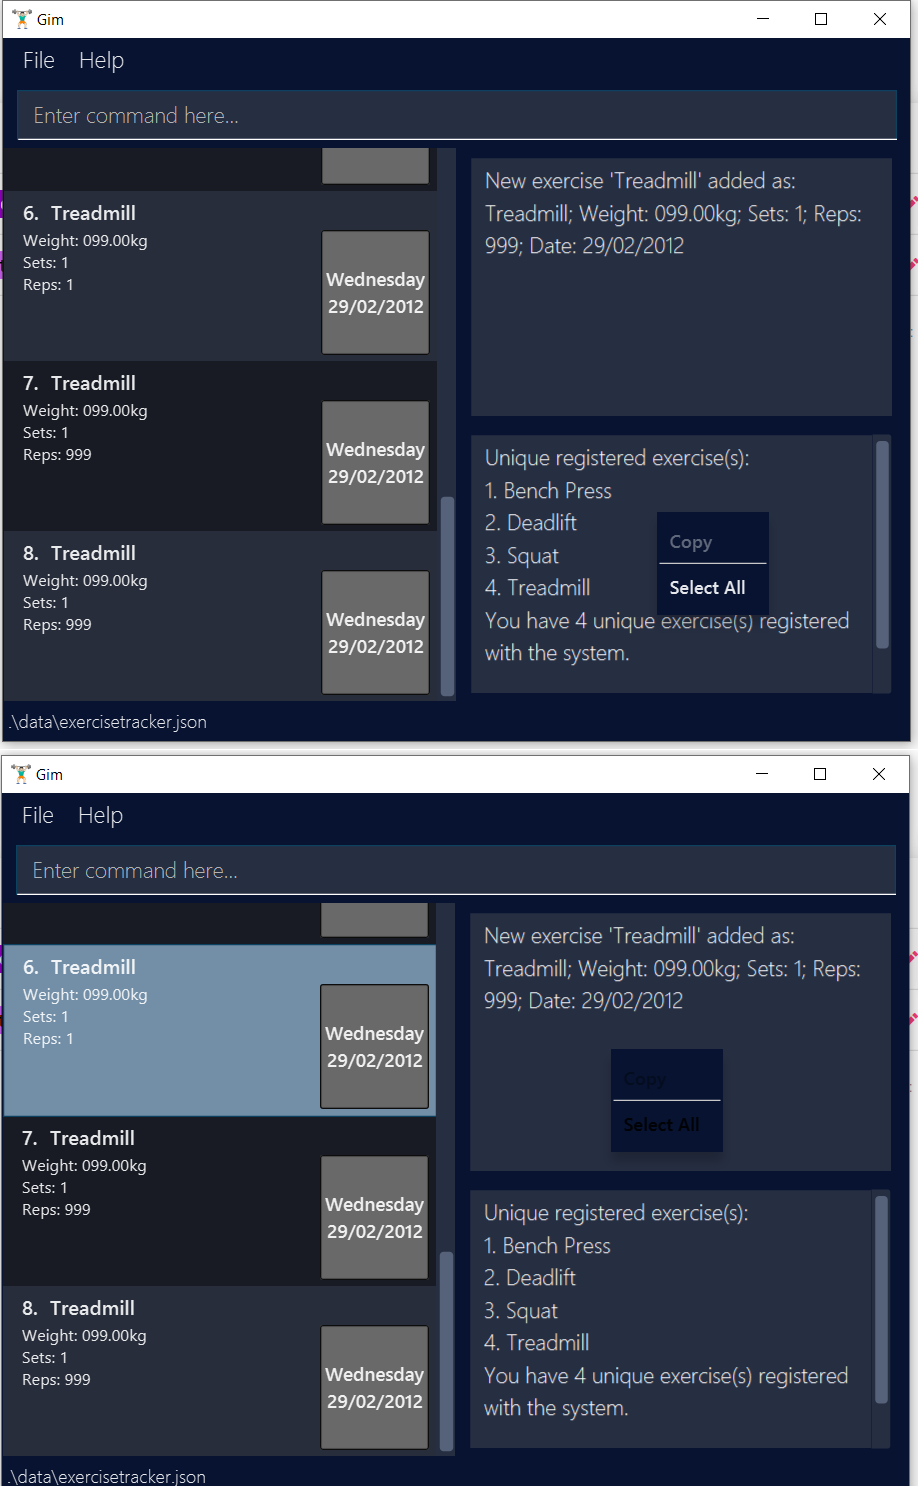 Gim
File Help
Enter command here...
6. Treadmill
Weight: 099.00kg
Sets: 1
Reps: 1
Wednesday
29/02/2012
7. Treadmill
Weight: 099.00kg
Sets: 1
Reps: 999
Wednesday
29/02/2012
8. Treadmill
Weight: 099.00kg
Sets: 1
Reps: 999
Wednesday
29/02/2012
New exercise 'Treadmill' added as:
Treadmill; Weight: 099.00kg; Sets: 1; Reps:
999; Date: 29/02/2012
Unique registered exercise(s):
1. Bench Press
2. Deadlift
3. Squat
4. Treadmill
You have 4 unique exercise(s) registered
with the system.
Copy
Select All
.\data\exercisetracker.json
Gim
File Help
Enter command here...
6. Treadmill
Weight: 099.00kg
Sets: 1
Reps: 1
Wednesday
29/02/2012
7. Treadmill
Weight: 099.00kg
Sets: 1
Reps: 999
Wednesday
29/02/2012
8. Treadmill
Weight: 099.00kg
Sets: 1
Reps: 999
Wednesday
29/02/2012
New exercise 'Treadmill' added as:
Treadmill; Weight: 099.00kg; Sets: 1; Reps:
999; Date: 29/02/2012
Copy
Select All
Unique registered exercise(s):
1. Bench Press
2. Deadlift
3. Squat
4. Treadmill
You have 4 unique exercise(s) registered
with the system.
.\data\exercisetracker.json